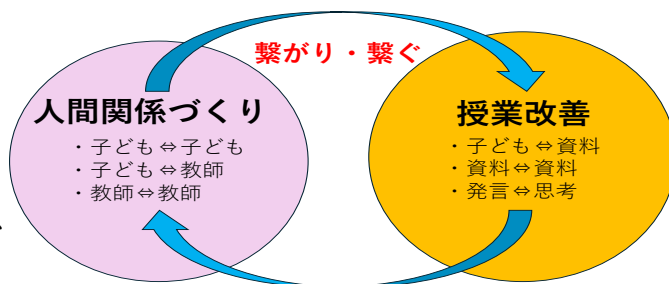 繋がり・繋ぐ
人間関係づくり
・子ども⇔子ども
・子ども⇔教師
・教師⇔教師
授業改善
・子ども⇔資料
・資料⇔資料
・発言⇔思考